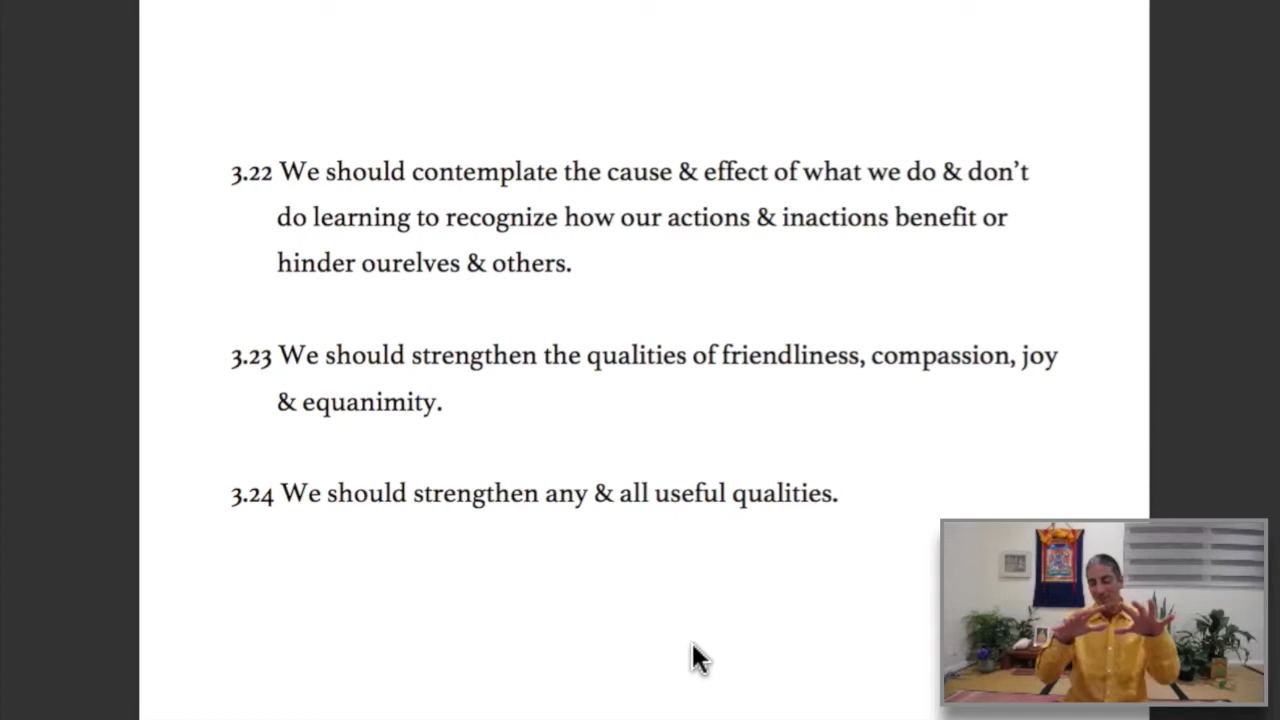 3.22 We should contemplate the cause & effect of what we do & don’t
do learning to recognize how our actions & inactions benefit or
hinder ourelves & others.
3.23 We should strengthen the qualities of friendliness, compassion, joy
& equanimity.
3.24 We should strengthen any & all useful qualities.